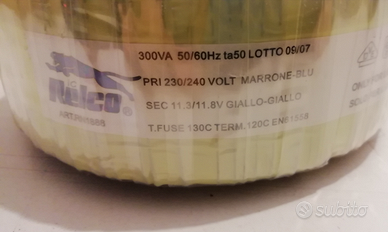 300VA 50/60Hz ta50 LOTTO 09/07
PRI 230/240 VOLT MARRONE-BLU
SEC 11,3/11.8V GIALLO-GIALLO
T.FUSE 130C TERM.120C EN61558
Relco®
subito